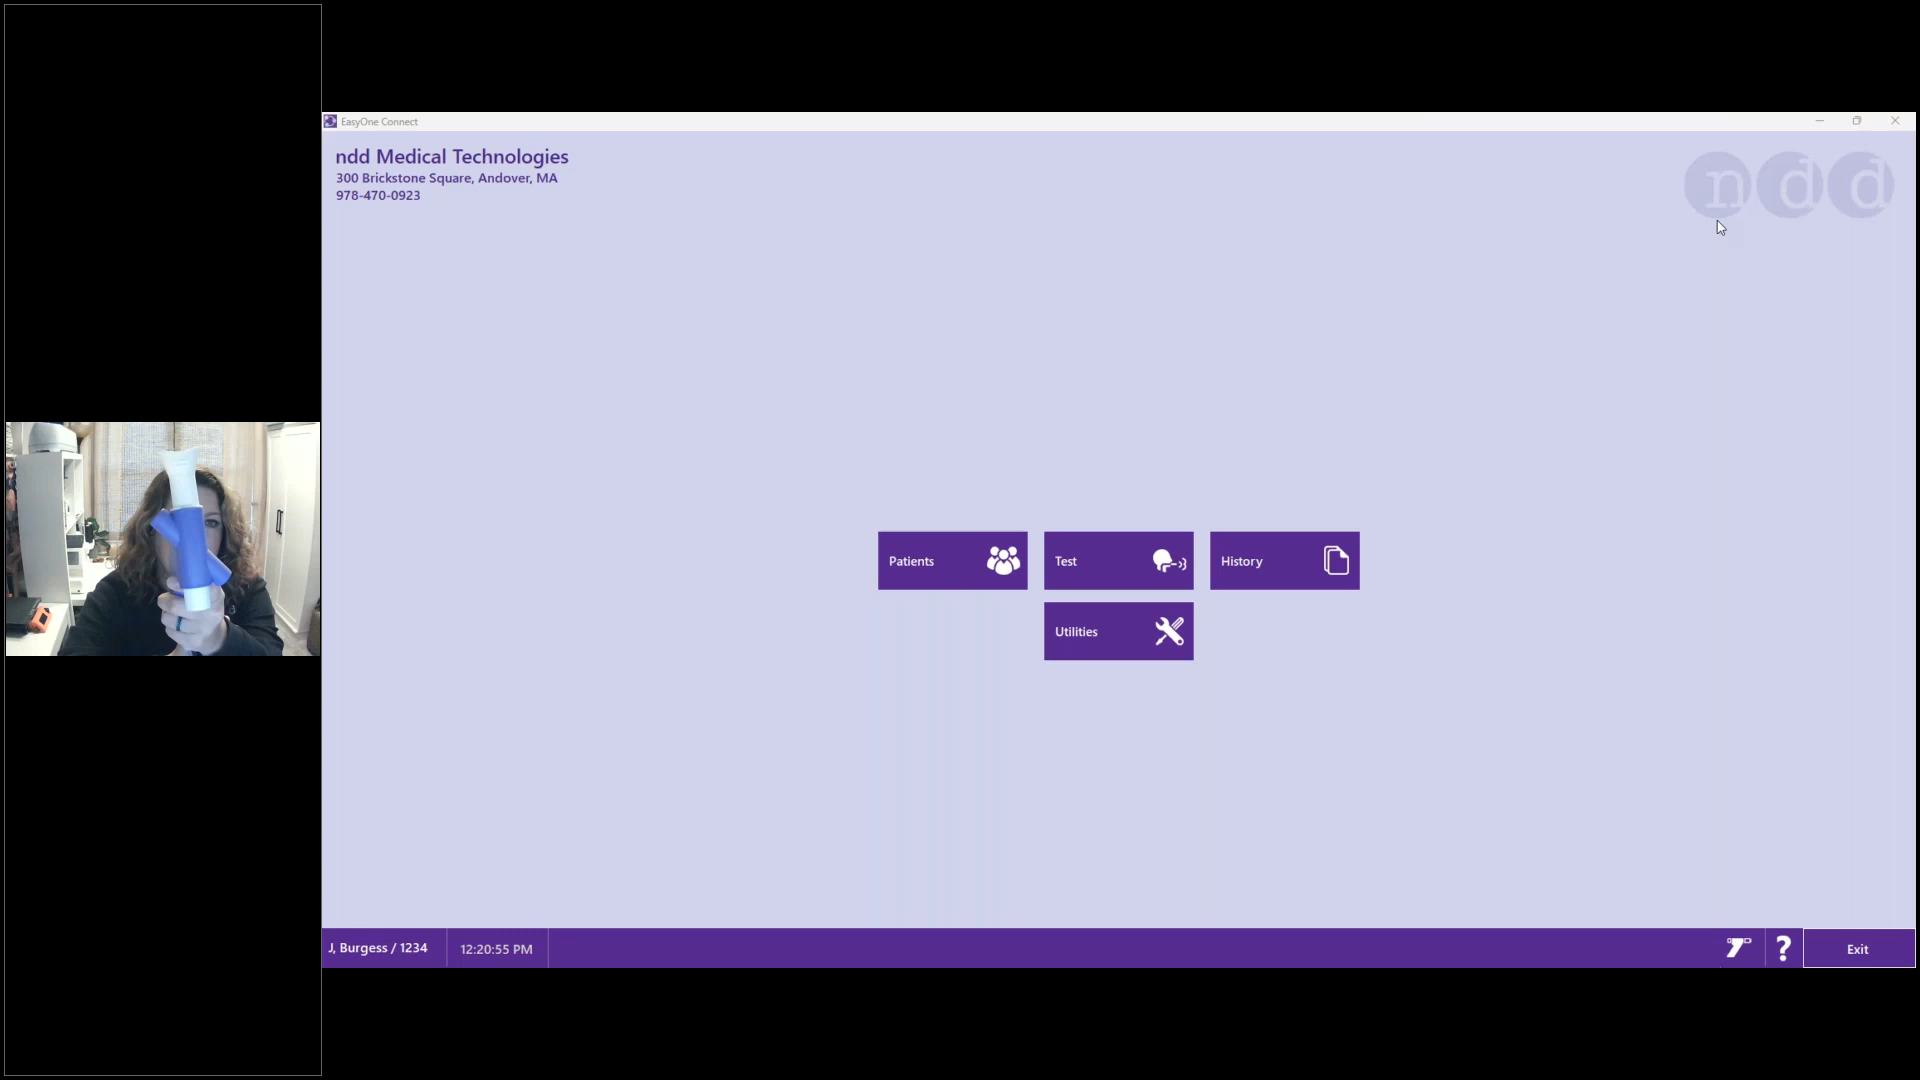 EasyOne Connect
ndd Medical Technologies
300 Brickstone Square, Andover, MA
978-470-0923
ndd
Patients
Test
History
Utilities
J, Burgess / 1234
12:20:55 PM
?
Exit